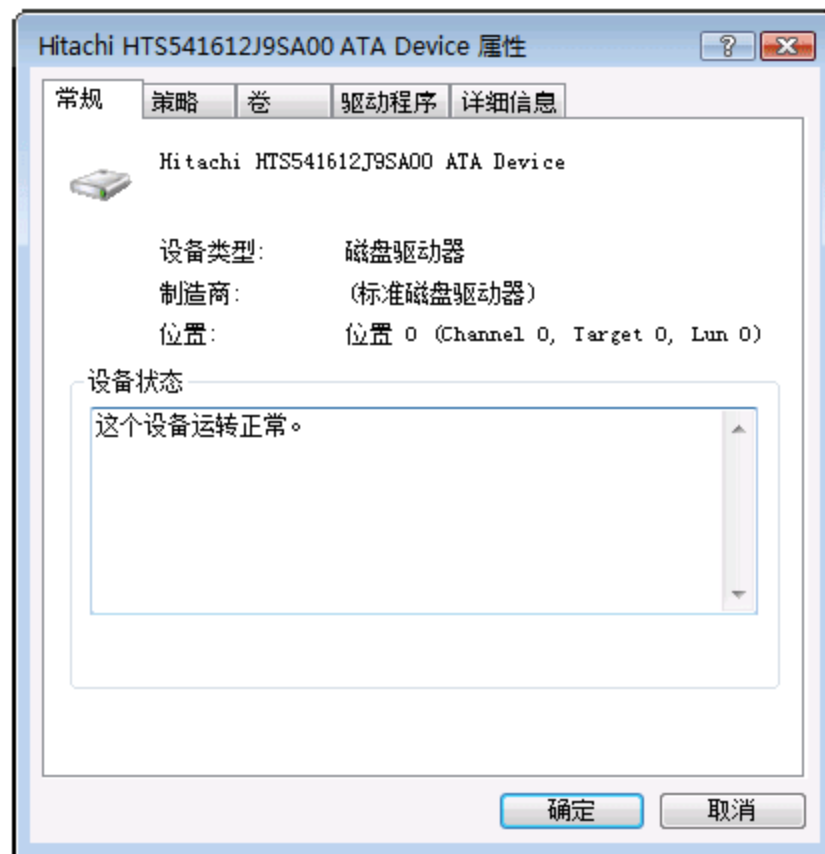 Hitachi HTS541612J9SA00 ATA Device 属性
常规 策略 卷 驱动程序 详细信息
Hitachi HTS541612J9SA00 ATA Device
设备类型: 磁盘驱动器
制造商: (标准磁盘驱动器)
位置: 位置 0 (Channel 0, Target 0, Lun 0)
设备状态
这个设备运转正常。
确定 取消